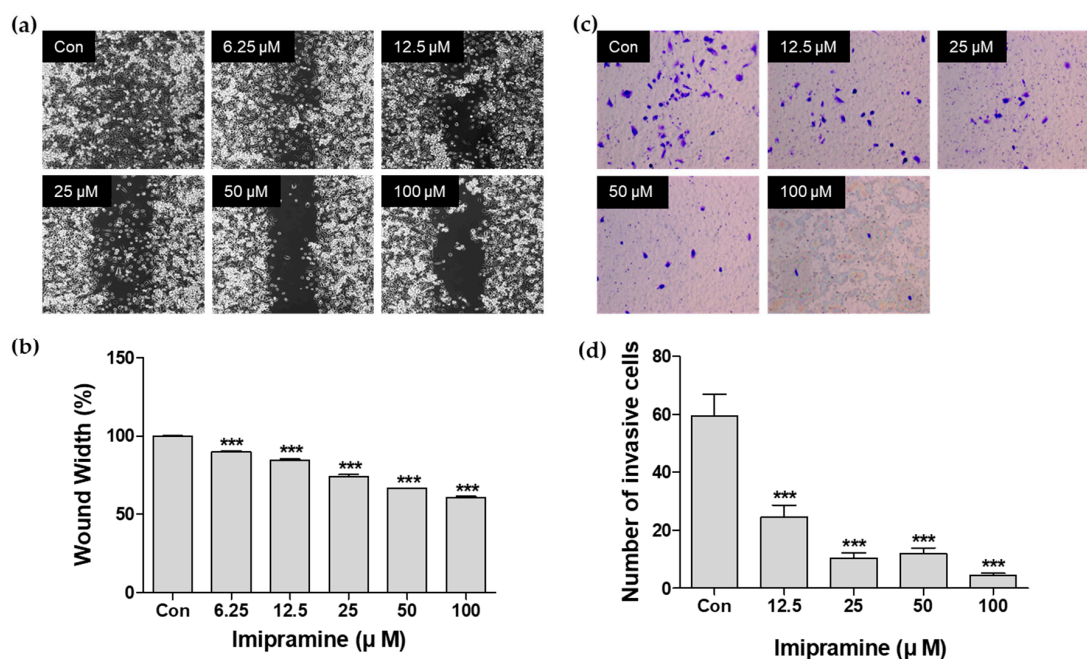 (a)
Con
6.25 µM
12.5 µM
25 µM
50 µM
100 µM
(b)
150
100
50
0
Wound Width (%)
***
***
***
***
***
Con
6.25
12.5
25
50
100
Imipramine (µ M)
(c)
Con
12.5 µM
25 µM
50 µM
100 µM
(d)
80
60
40
20
0
Number of invasive cells
***
***
***
***
Con
12.5
25
50
100
Imipramine (µ M)